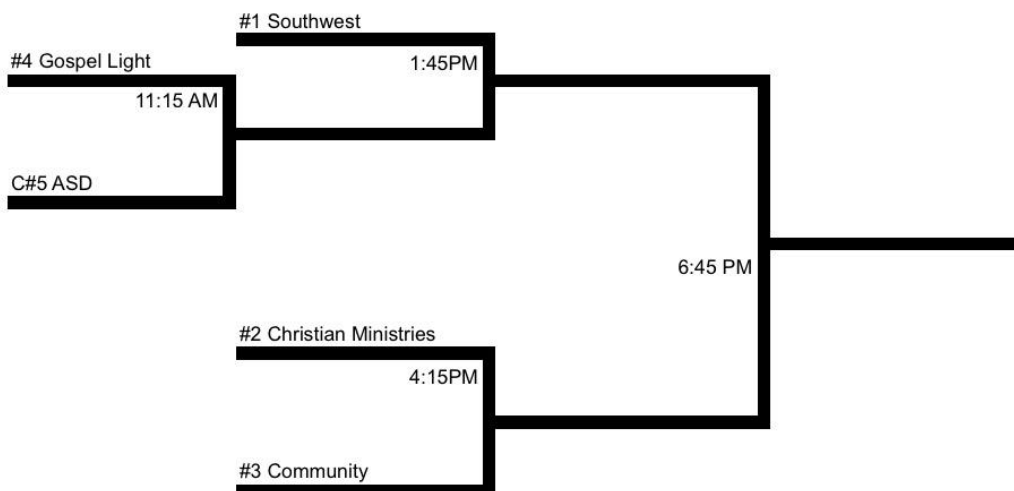 #1 Southwest
#4 Gospel Light
1:45PM
11:15 AM
C#5 ASD
6:45 PM
#2 Christian Ministries
4:15PM
#3 Community